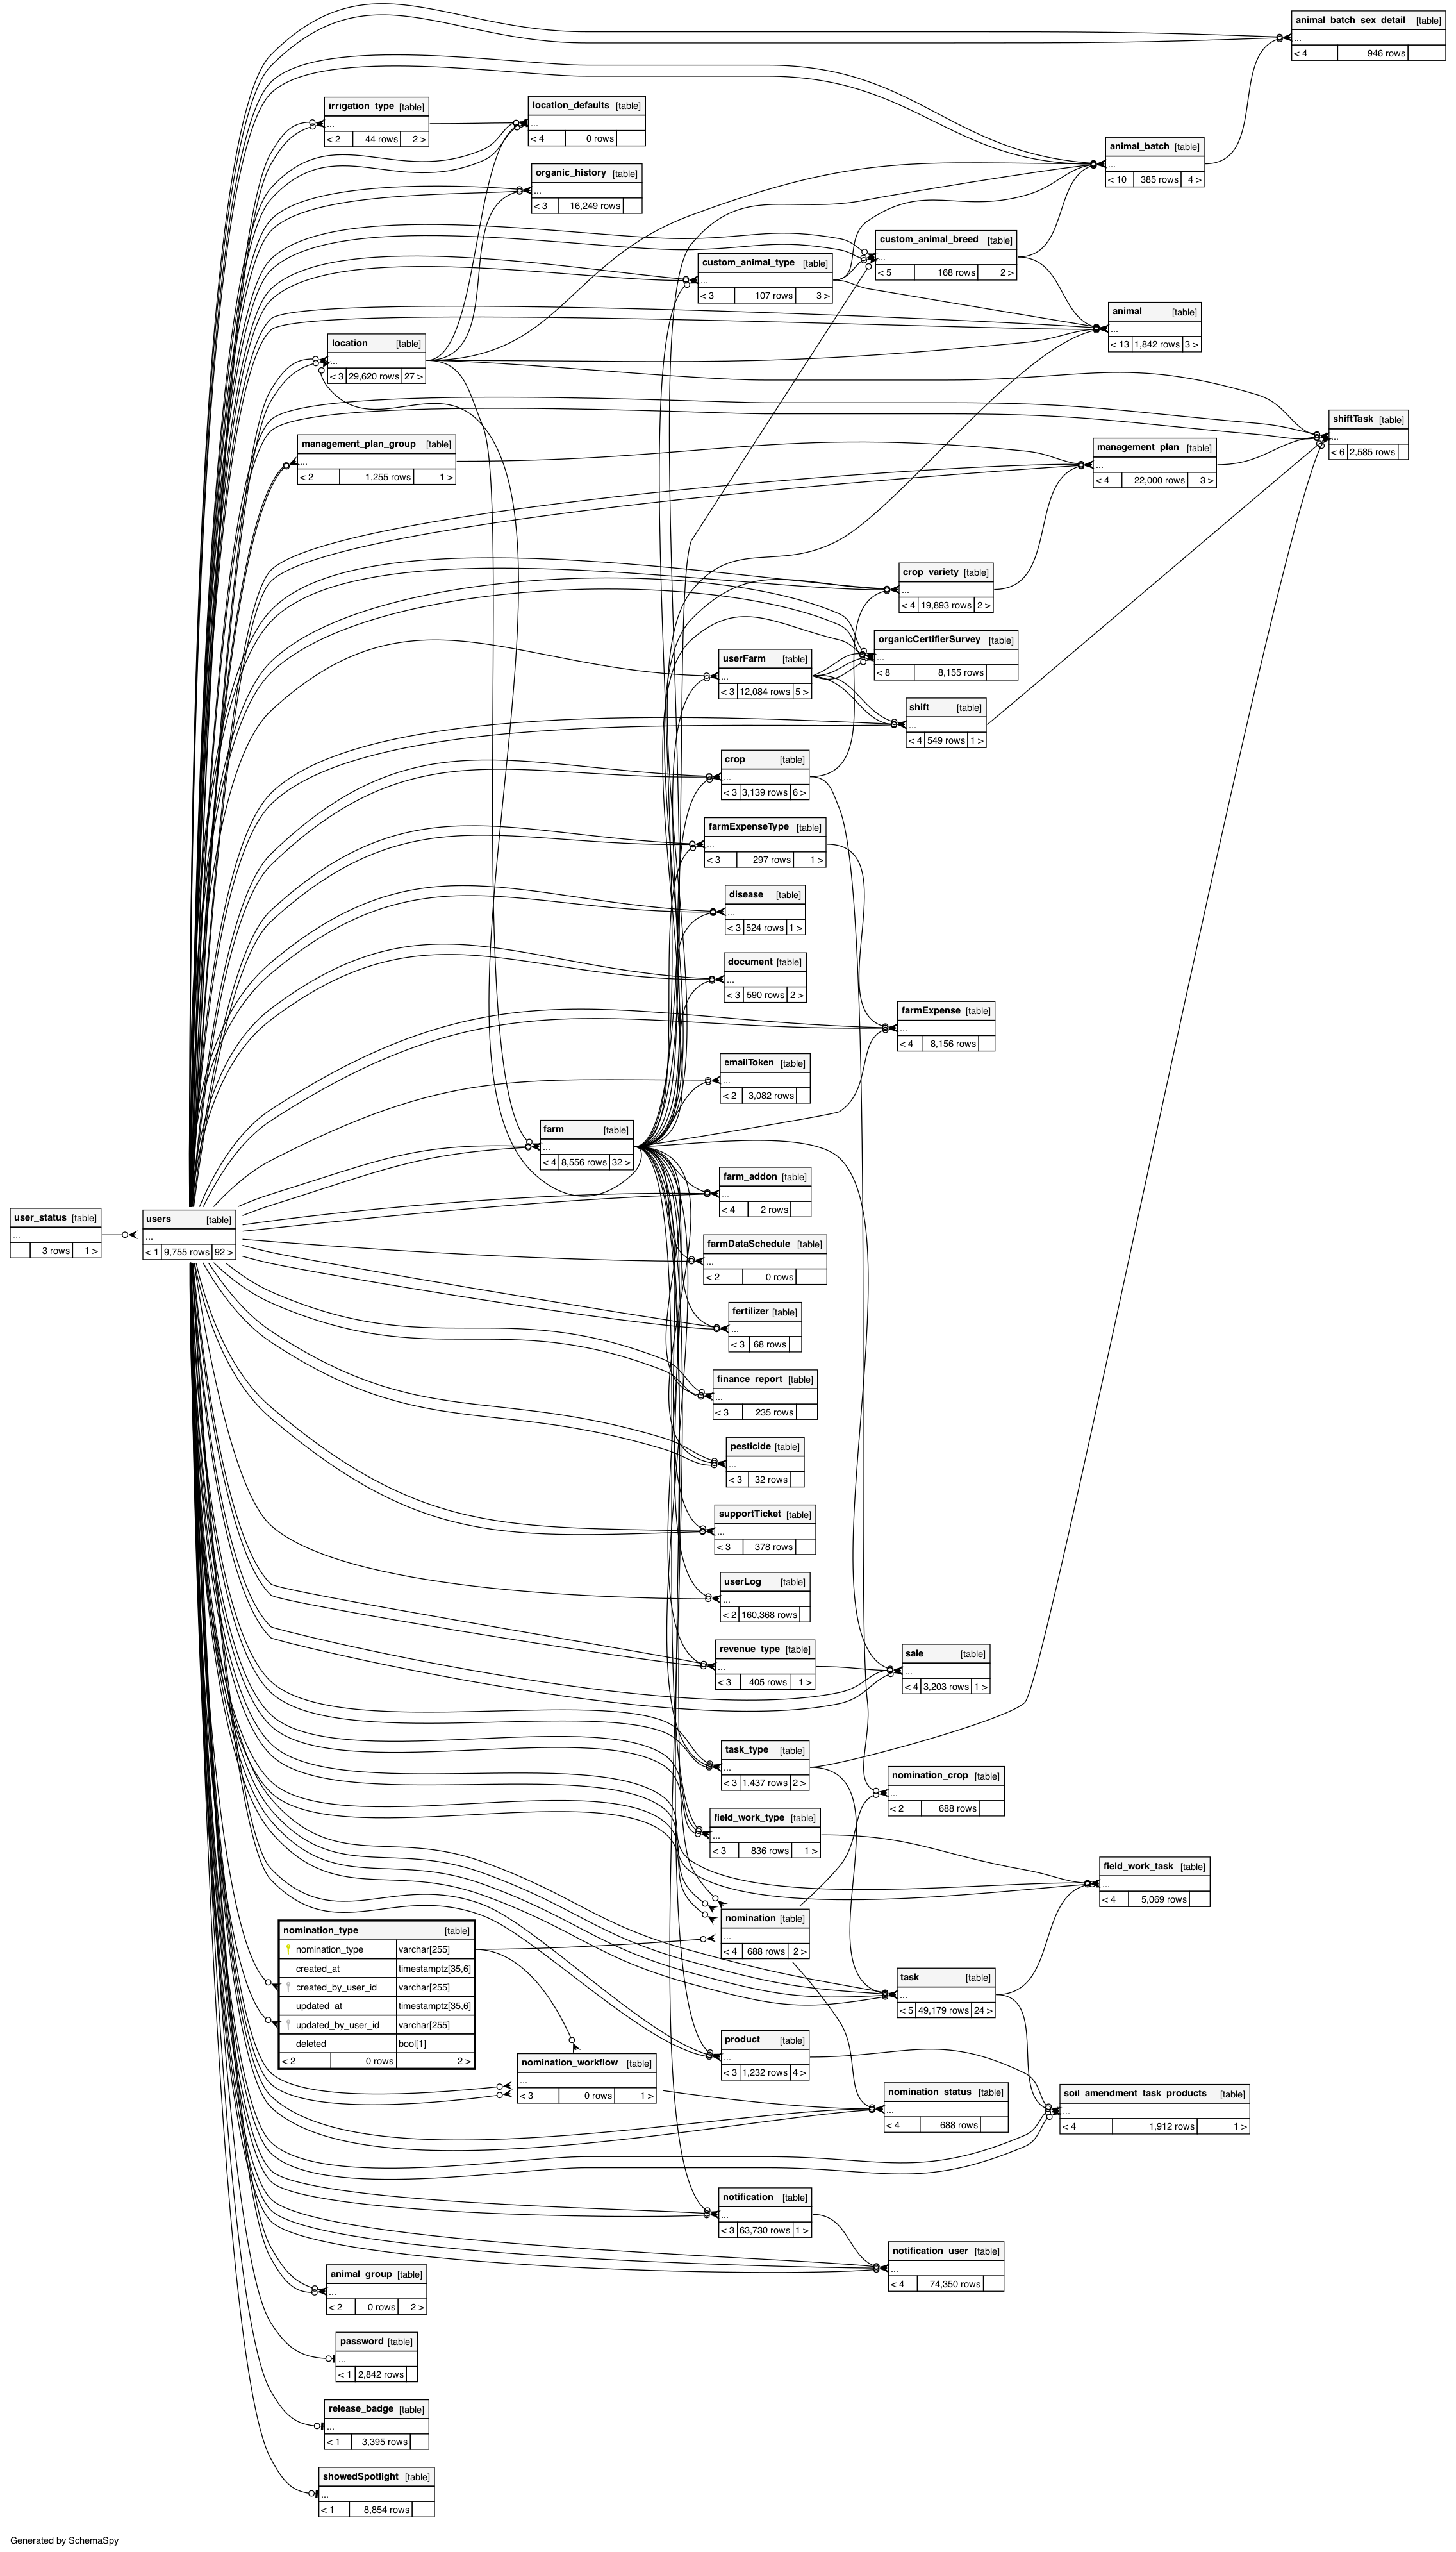 animal_batch_sex_detail [table]
...
< 4 946 rows
irrigation_type [table]
...
< 2 44 rows 2 >
location_defaults [table]
...
< 4 0 rows
animal_batch [table]
...
< 10 385 rows 4 >
organic_history [table]
...
< 3 16,249 rows
custom_animal_breed [table]
...
< 5 168 rows 2 >
custom_animal_type [table]
...
< 3 107 rows 3 >
animal [table]
...
< 13 1,842 rows 3 >
location [table]
...
< 3 29,620 rows 27 >
shiftTask [table]
...
< 6 2,585 rows
management_plan_group [table]
...
< 2 1,255 rows 1 >
management_plan [table]
...
< 4 22,000 rows 3 >
crop_variety [table]
...
< 4 19,893 rows 2 >
organicCertifierSurvey [table]
...
< 8 8,155 rows
userFarm [table]
...
< 3 12,084 rows 5 >
shift [table]
...
< 4 549 rows 1 >
crop [table]
...
< 3 3,139 rows 6 >
farmExpenseType [table]
...
< 3 297 rows 1 >
disease [table]
...
< 3 524 rows 1 >
document [table]
...
< 3 590 rows 2 >
farmExpense [table]
...
< 4 8,156 rows
emailToken [table]
...
< 2 3,082 rows
farm [table]
...
< 4 8,556 rows 32 >
farm_addon [table]
...
< 4 2 rows
user_status [table]
...
3 rows 1 >
users [table]
...
< 1 9,755 rows 92 >
farmDataSchedule [table]
...
< 2 0 rows
fertilizer [table]
...
< 3 68 rows
finance_report [table]
...
< 3 235 rows
pesticide [table]
...
< 3 32 rows
supportTicket [table]
...
< 3 378 rows
userLog [table]
...
< 2 160,368 rows
revenue_type [table]
...
< 3 405 rows 1 >
sale [table]
...
< 4 3,203 rows 1 >
task_type [table]
...
< 3 1,437 rows 2 >
nomination_crop [table]
...
< 2 688 rows
field_work_type [table]
...
< 3 836 rows 1 >
field_work_task [table]
...
< 4 5,069 rows
nomination [table]
...
< 4 688 rows 2 >
nomination_type [table]
nomination_type varchar[255]
created_at timestamptz[35,6]
created_by_user_id varchar[255]
updated_at timestamptz[35,6]
updated_by_user_id varchar[255]
deleted bool[1]
< 2 0 rows 2 >
task [table]
...
< 5 49,179 rows 24 >
product [table]
...
< 3 1,232 rows 4 >
nomination_workflow [table]
...
< 3 0 rows 1 >
nomination_status [table]
...
< 4 688 rows
soil_amendment_task_products [table]
...
< 4 1,912 rows 1 >
notification [table]
...
< 3 63,730 rows 1 >
notification_user [table]
...
< 4 74,350 rows
animal_group [table]
...
< 2 0 rows 2 >
password [table]
...
< 1 2,842 rows
release_badge [table]
...
< 1 3,395 rows
showedSpotlight [table]
...
< 1 8,854 rows
Generated by SchemaSpy